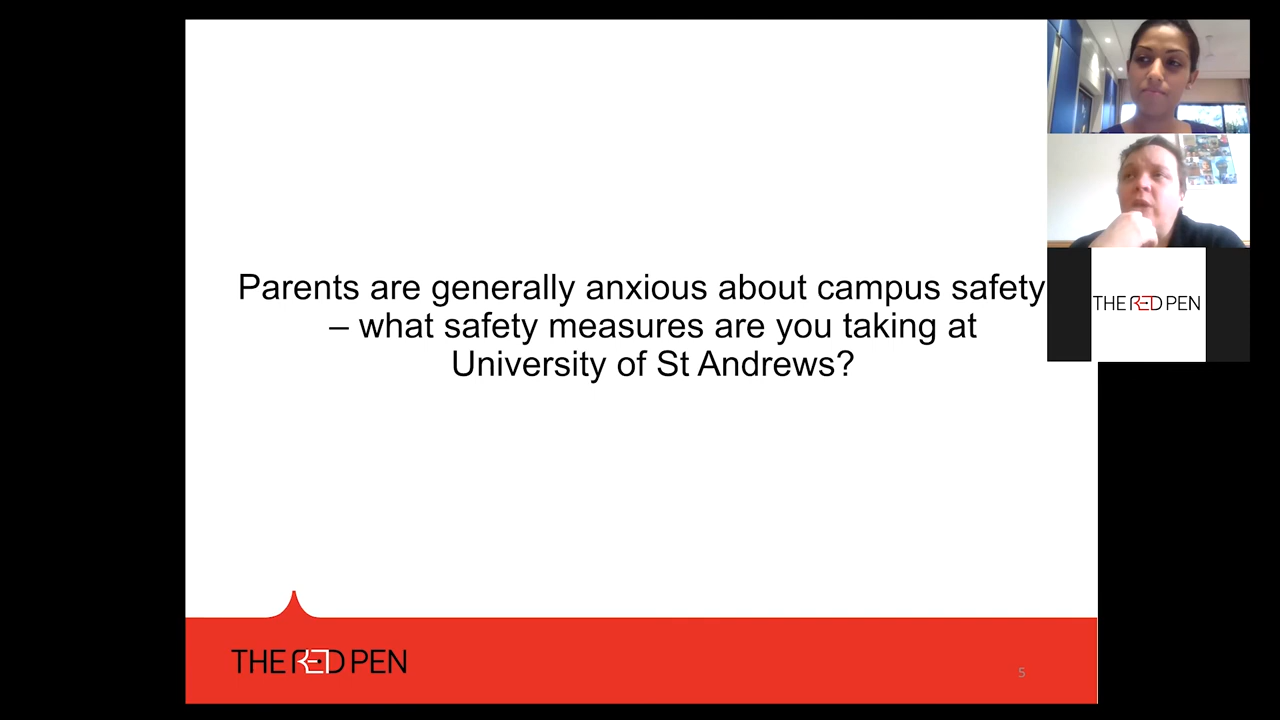 Parents are generally anxious about campus safety
– what safety measures are you taking at
University of St Andrews?
THE RED PEN
THE RED PEN
5